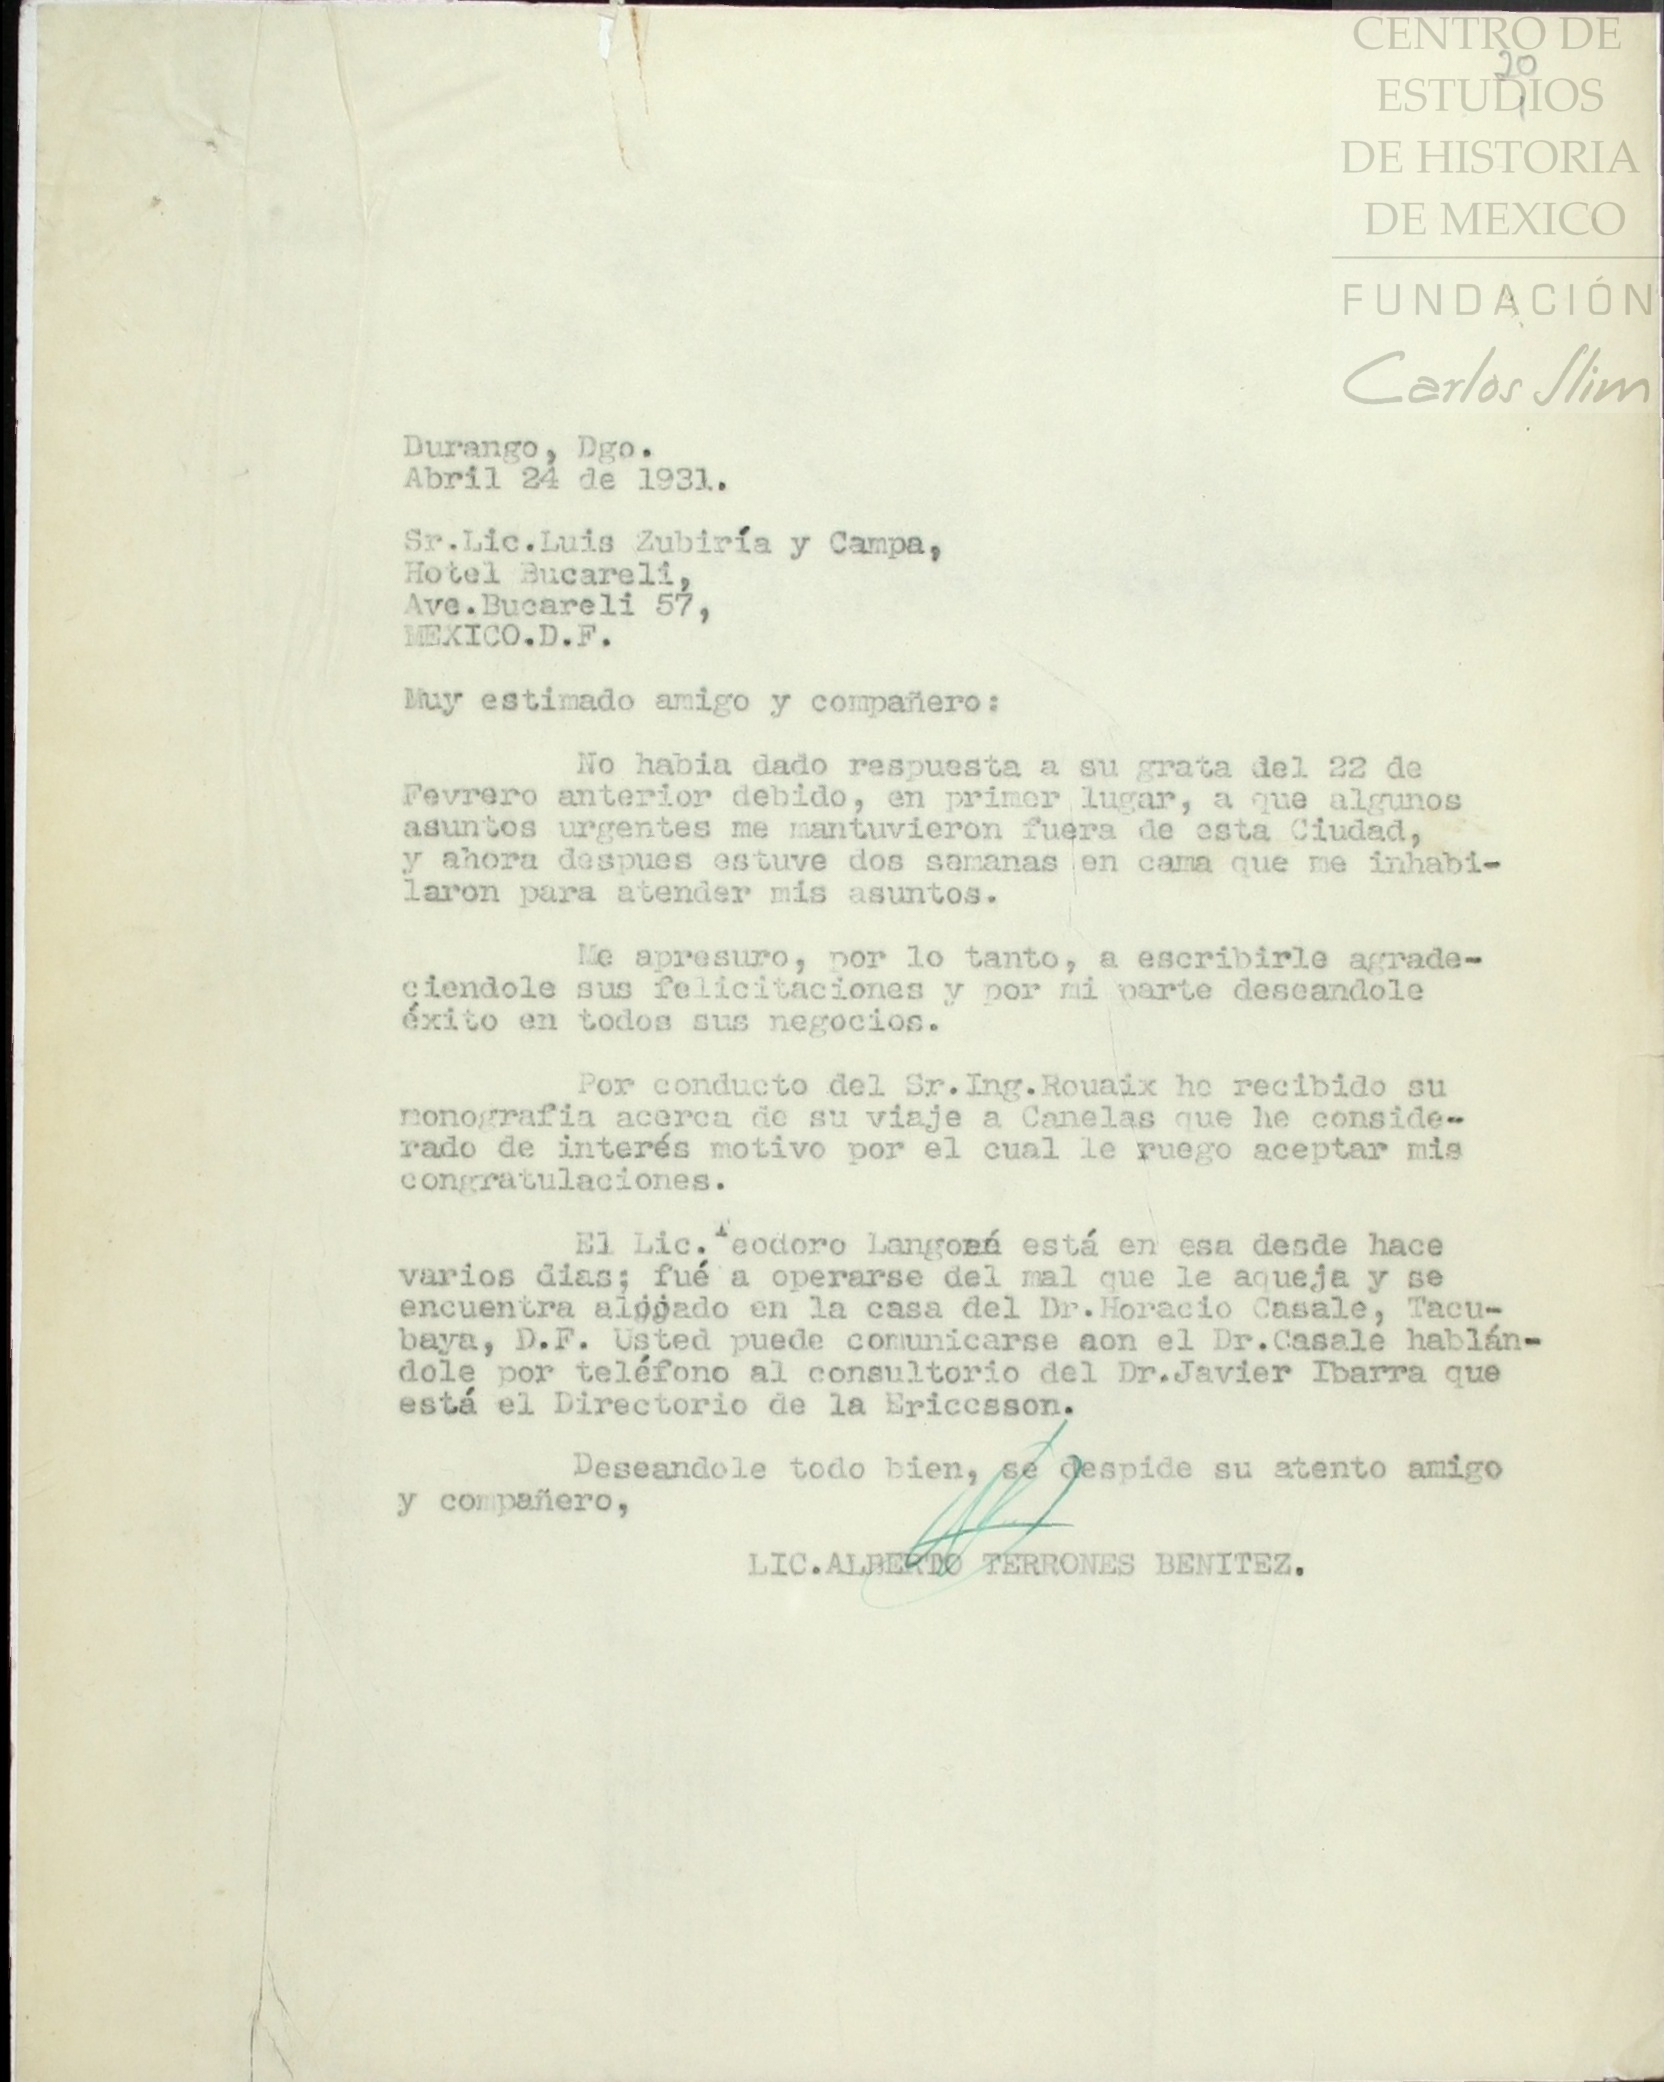 CENTRO DE
ESTUDIOS
DE HISTORIA
DE MEXICO
FUNDACIÓN
Carlos Slim
20
Durango, Dgo.
Abril 24 de 1931.
Sr.Lic.Luis Zubiría y Campa,
Hotel Bucareli,
Ave.Bucareli 57,
MEXICO.D.F.
Muy estimado amigo y compañero:
No habia dado respuesta a su grata del 22 de
Fevrero anterior debido, en primer lugar, a que algunos
asuntos urgentes me mantuvieron fuera de esta Ciudad,
y ahora despues estuve dos semanas en cama que me inhabi-
laron para atender mis asuntos.
Me apresuro, por lo tanto, a escribirle agrade-
ciendole sus felicitaciones y por mi parte deseandole
éxito en todos sus negocios.
Por conducto del Sr.Ing.Rouaix he recibido su
monografia acerca de su viaje a Canelas que he conside-
rado de interés motivo por el cual le ruego aceptar mis
congratulaciones.
El Lic.Teodoro está en esa desde hace
varios dias; fué a operarse del mal que le aqueja y se
encuentra en la casa del Dr.Horacio Casale, Tacu-
baya, D.F. Usted puede comunicarse aon el Dr.Casale hablán-
dole por teléfono al consultorio del Dr.Javier Ibarra que
está el Directorio de la Ericcsson.
Deseandole todo bien, se despide su atento amigo
y compañero,
LIC.ALBERTO TERRONES BENITEZ.